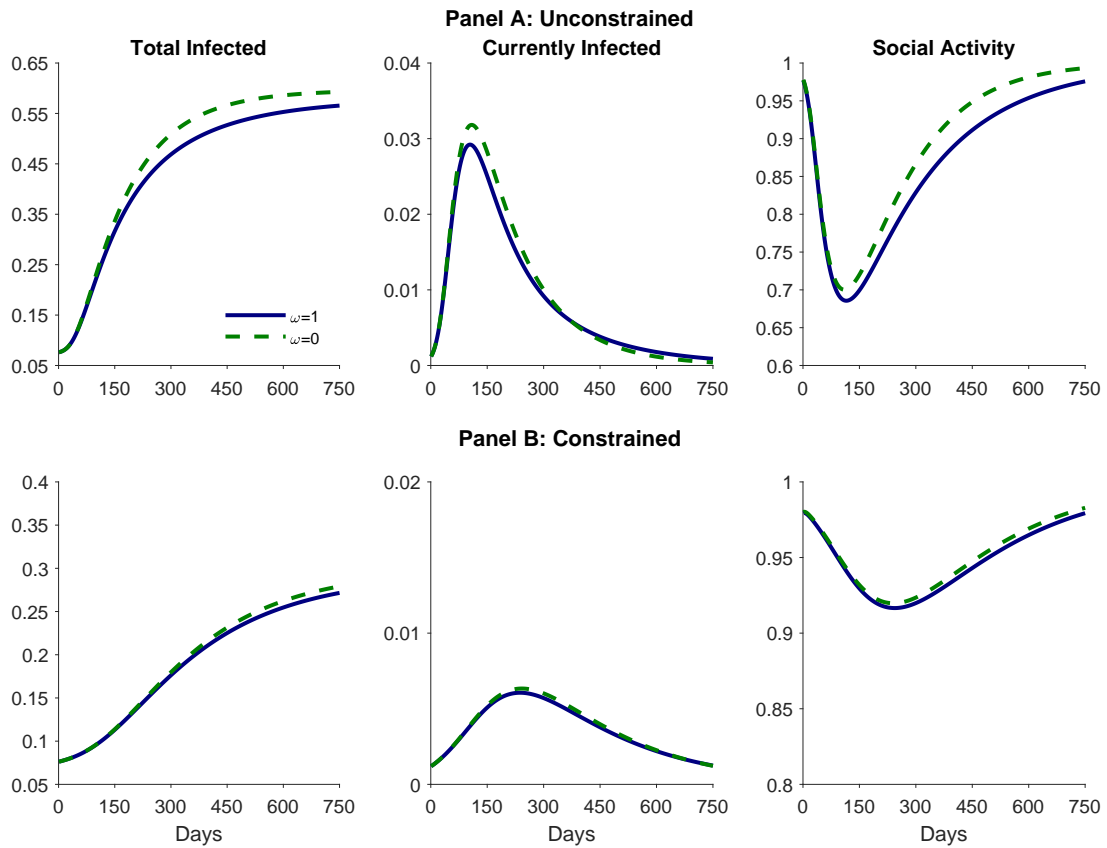 Panel A: Unconstrained
Total Infected
Currently Infected
Social Activity
0.65
0.55
0.45
0.35
0.25
0.15
0.05
0 150 300 450 600 750
ω=1
ω=0
0.04
0.03
0.02
0.01
0
0 150 300 450 600 750
1
0.95
0.9
0.85
0.8
0.75
0.7
0.65
0.6
0 150 300 450 600 750
Panel B: Constrained
0.4
0.3
0.25
0.2
0.15
0.1
0.05
0 150 300 450 600 750
Days
0.02
0.01
0
0 150 300 450 600 750
Days
1
0.95
0.9
0.85
0.8
0 150 300 450 600 750
Days